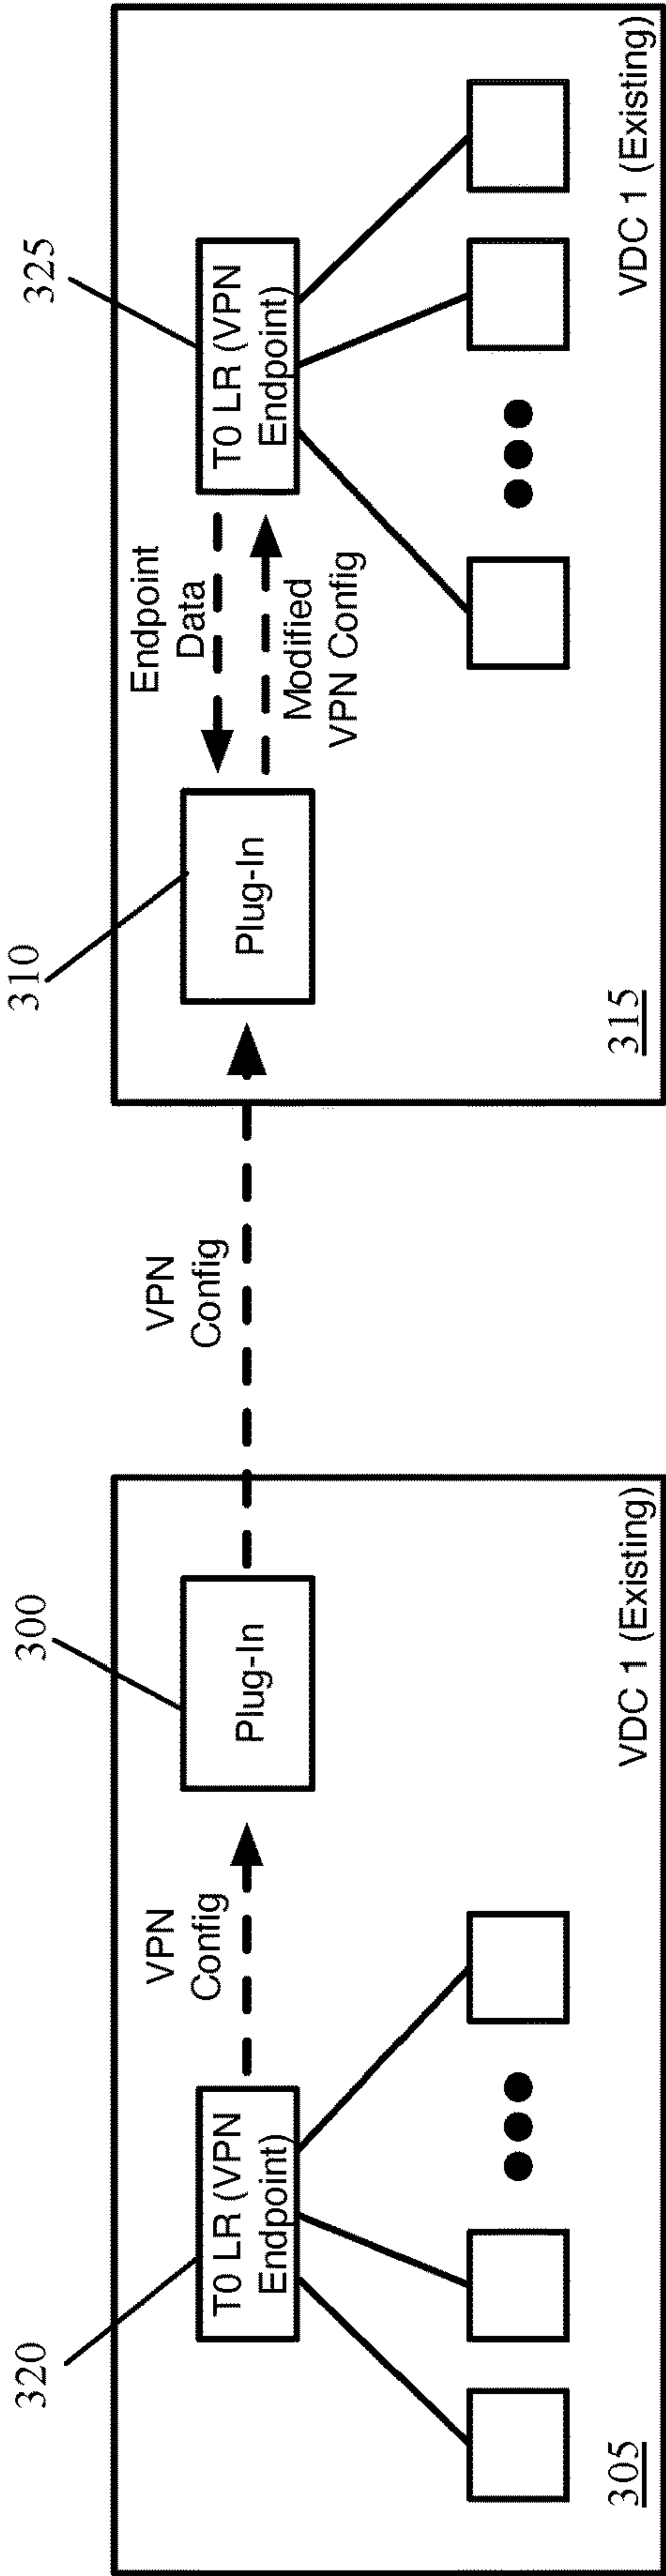 320
T0 LR (VPN
Endpoint)
VPN
Config
300
Plug-In
305
VDC 1 (Existing)
VPN
Config
310
Plug-In
Endpoint
Data
Modified
VPN Config
325
T0 LR (VPN
Endpoint)
315
VDC 1 (Existing)